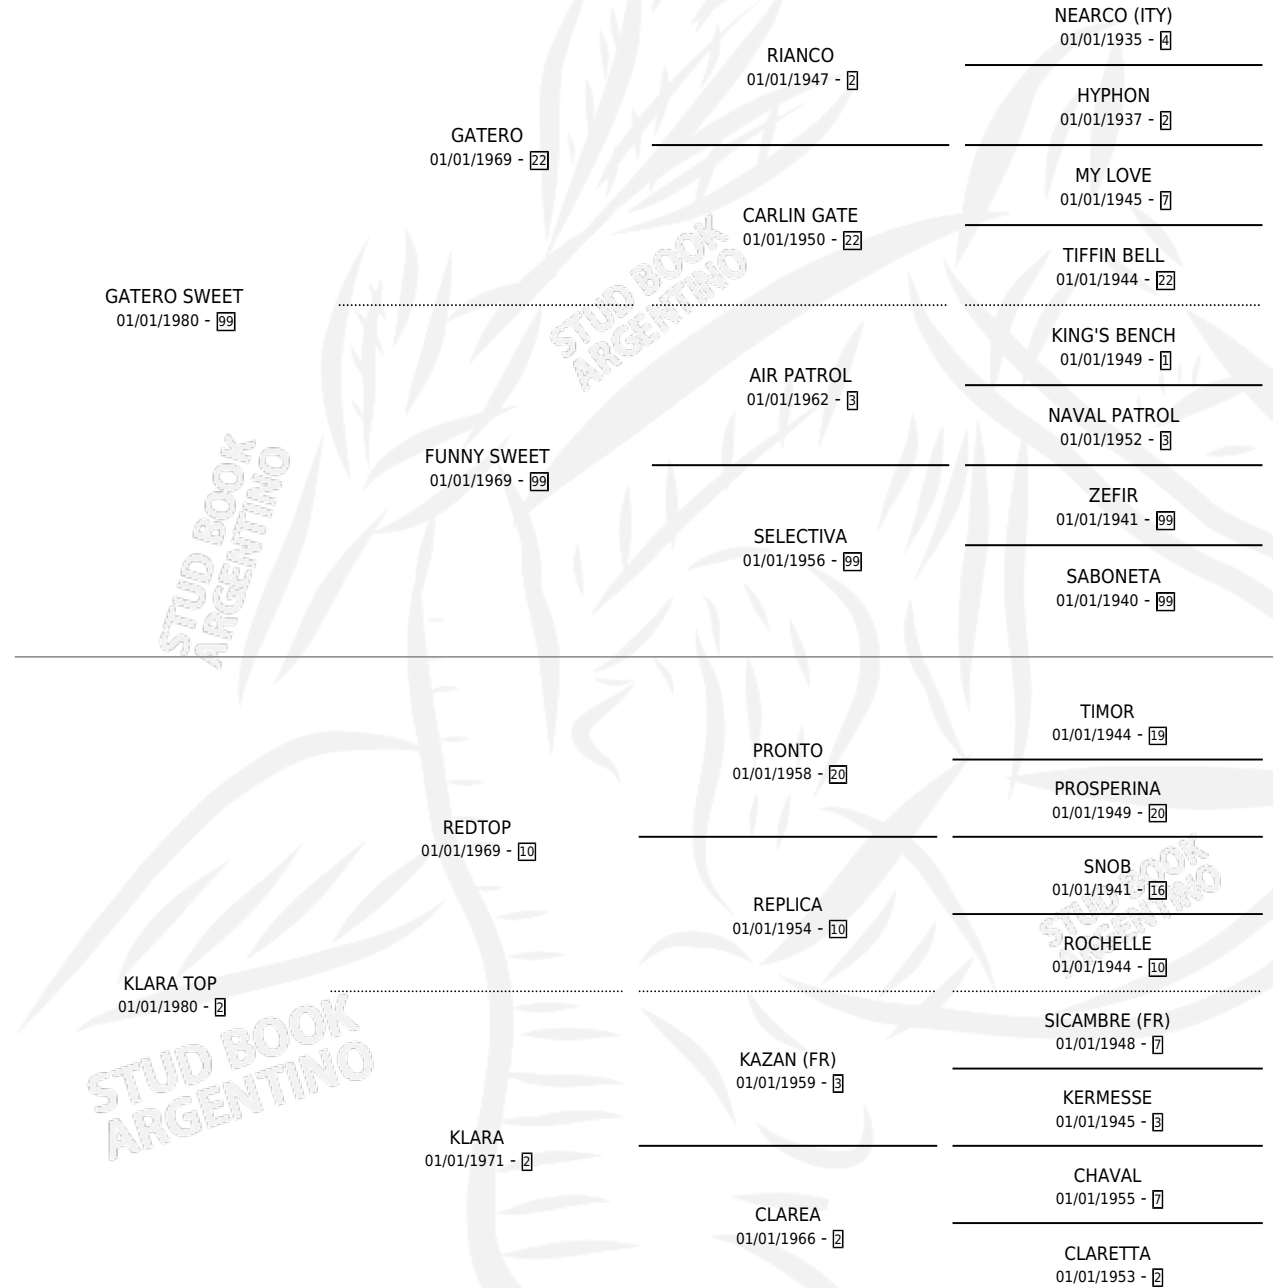 NEARCO (ITY)
01/01/1935 - 4
RIANCO
01/01/1947 - 2
HYPHON
01/01/1937 - 2
GATERO
01/01/1969 - 22
MY LOVE
01/01/1945 - 7
CARLIN GATE
01/01/1950 - 22
TIFFIN BELL
01/01/1944 - 22
GATERO SWEET
01/01/1980 - 99
STUD BOOK
ARGENTINO
KING'S BENCH
01/01/1949 - 1
AIR PATROL
01/01/1962 - 3
NAVAL PATROL
01/01/1952 - 3
FUNNY SWEET
01/01/1969 - 99
ZEFIR
01/01/1941 - 99
SELECTIVA
01/01/1956 - 99
SABONETA
01/01/1940 - 99
STUD BOOK
ARGENTINO
TIMOR
01/01/1944 - 19
PRONTO
01/01/1958 - 20
PROSPERINA
01/01/1949 - 20
REDTOP
01/01/1969 - 10
SNOB
01/01/1941 - 16
REPLICA
01/01/1954 - 10
STUD BOOK
ARGENTINO
ROCHELLE
01/01/1944 - 10
KLARA TOP
01/01/1980 - 2
SICAMBRE (FR)
01/01/1948 - 7
KAZAN (FR)
01/01/1959 - 3
STUD BOOK
ARGENTINO
KERMESSE
01/01/1945 - 3
KLARA
01/01/1971 - 2
CHAVAL
01/01/1955 - 7
CLAREA
01/01/1966 - 2
CLARETTA
01/01/1953 - 2